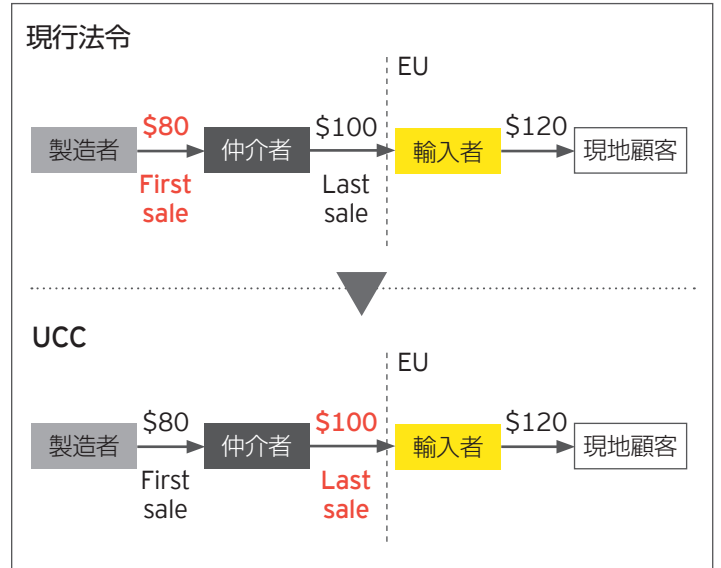 現行法令
EU
$80
$100
$120
製造者
仲介者
輸入者
現地顧客
First
sale
Last
sale
UCC
EU
$80
$100
$120
製造者
仲介者
輸入者
現地顧客
First
sale
Last
sale